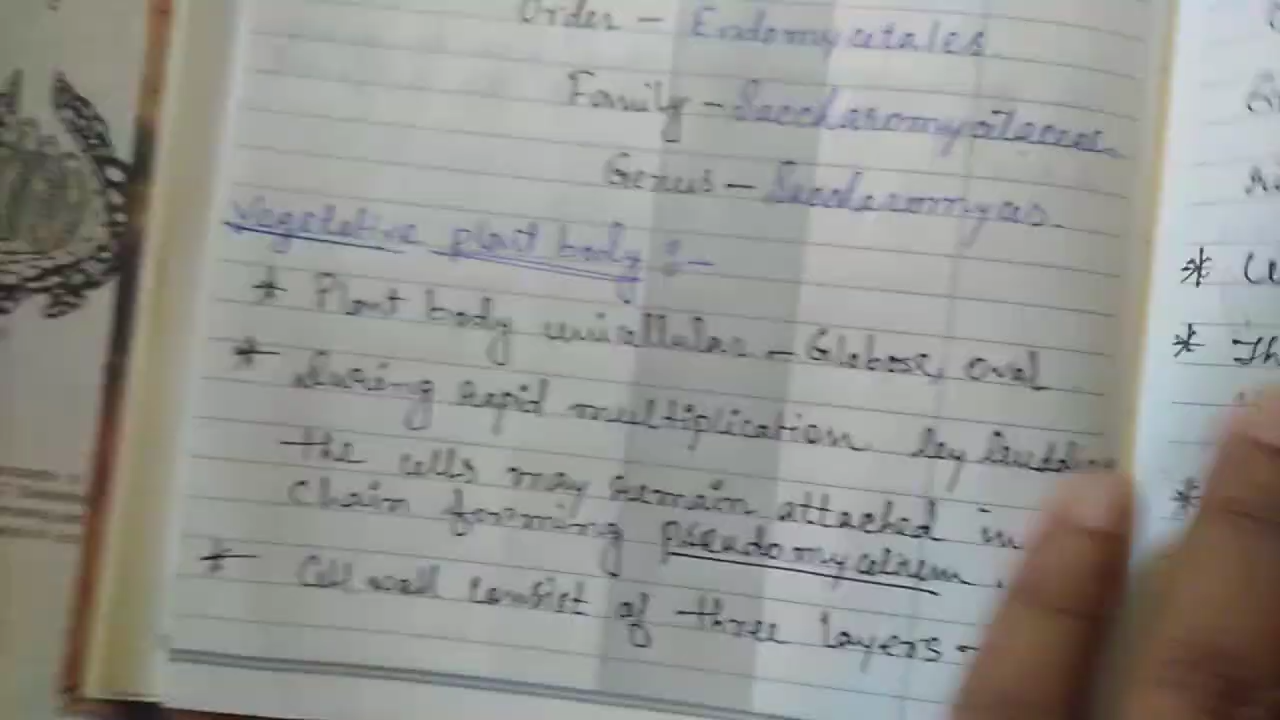 Order - Endomycetales
Family - Saccharomycetaceae
Genus - Saccharomyces.
Vegetative plant body :-
* Plant body unicellular - Globose, oval
* During rapid multiplication by budding
the cells may remain attached in
chain forming pseudomycelium.
* Cell wall consist of three layers -
*
* Th
*